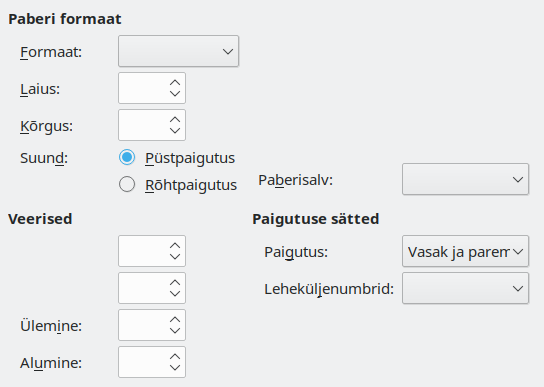 Paberi formaat
Formaat:
Laius:
Kõrgus:
Suund:
Püstpaigutus
Rõhtpaigutus
Paberisalv:
Veerised
Ülemine:
Alumine:
Paigutuse sätted
Paigutus:
Vasak ja parem
Leheküljenumbrid: